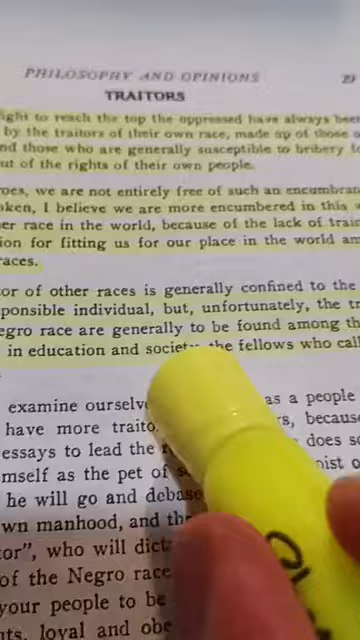 PHILOSOPHY AND OPINIONS 29
TRAITORS
ight to reach the top the oppressed have always been
by the traitors of their own race, made up of those o
nd those who are generally susceptible to bribery fo
ut of the rights of their own people.
roes, we are not entirely free of such an encumbran
oken, I believe we are more encumbered in this
er race in the world, because of the lack of train
ion for fitting us for our place in the world am
races.
tor of other races is generally confined to the
sponsible individual, but, unfortunately, the tr
egro race are generally to be found among th
in education and society, the fellows who call
examine ourselv as a people
have more traito rs, because
essays to lead the does so
mself as the pet of
he will go and debase
wn manhood, and th
tor", who will dict
of the Negro race
your people to be
nts, loyal and obe